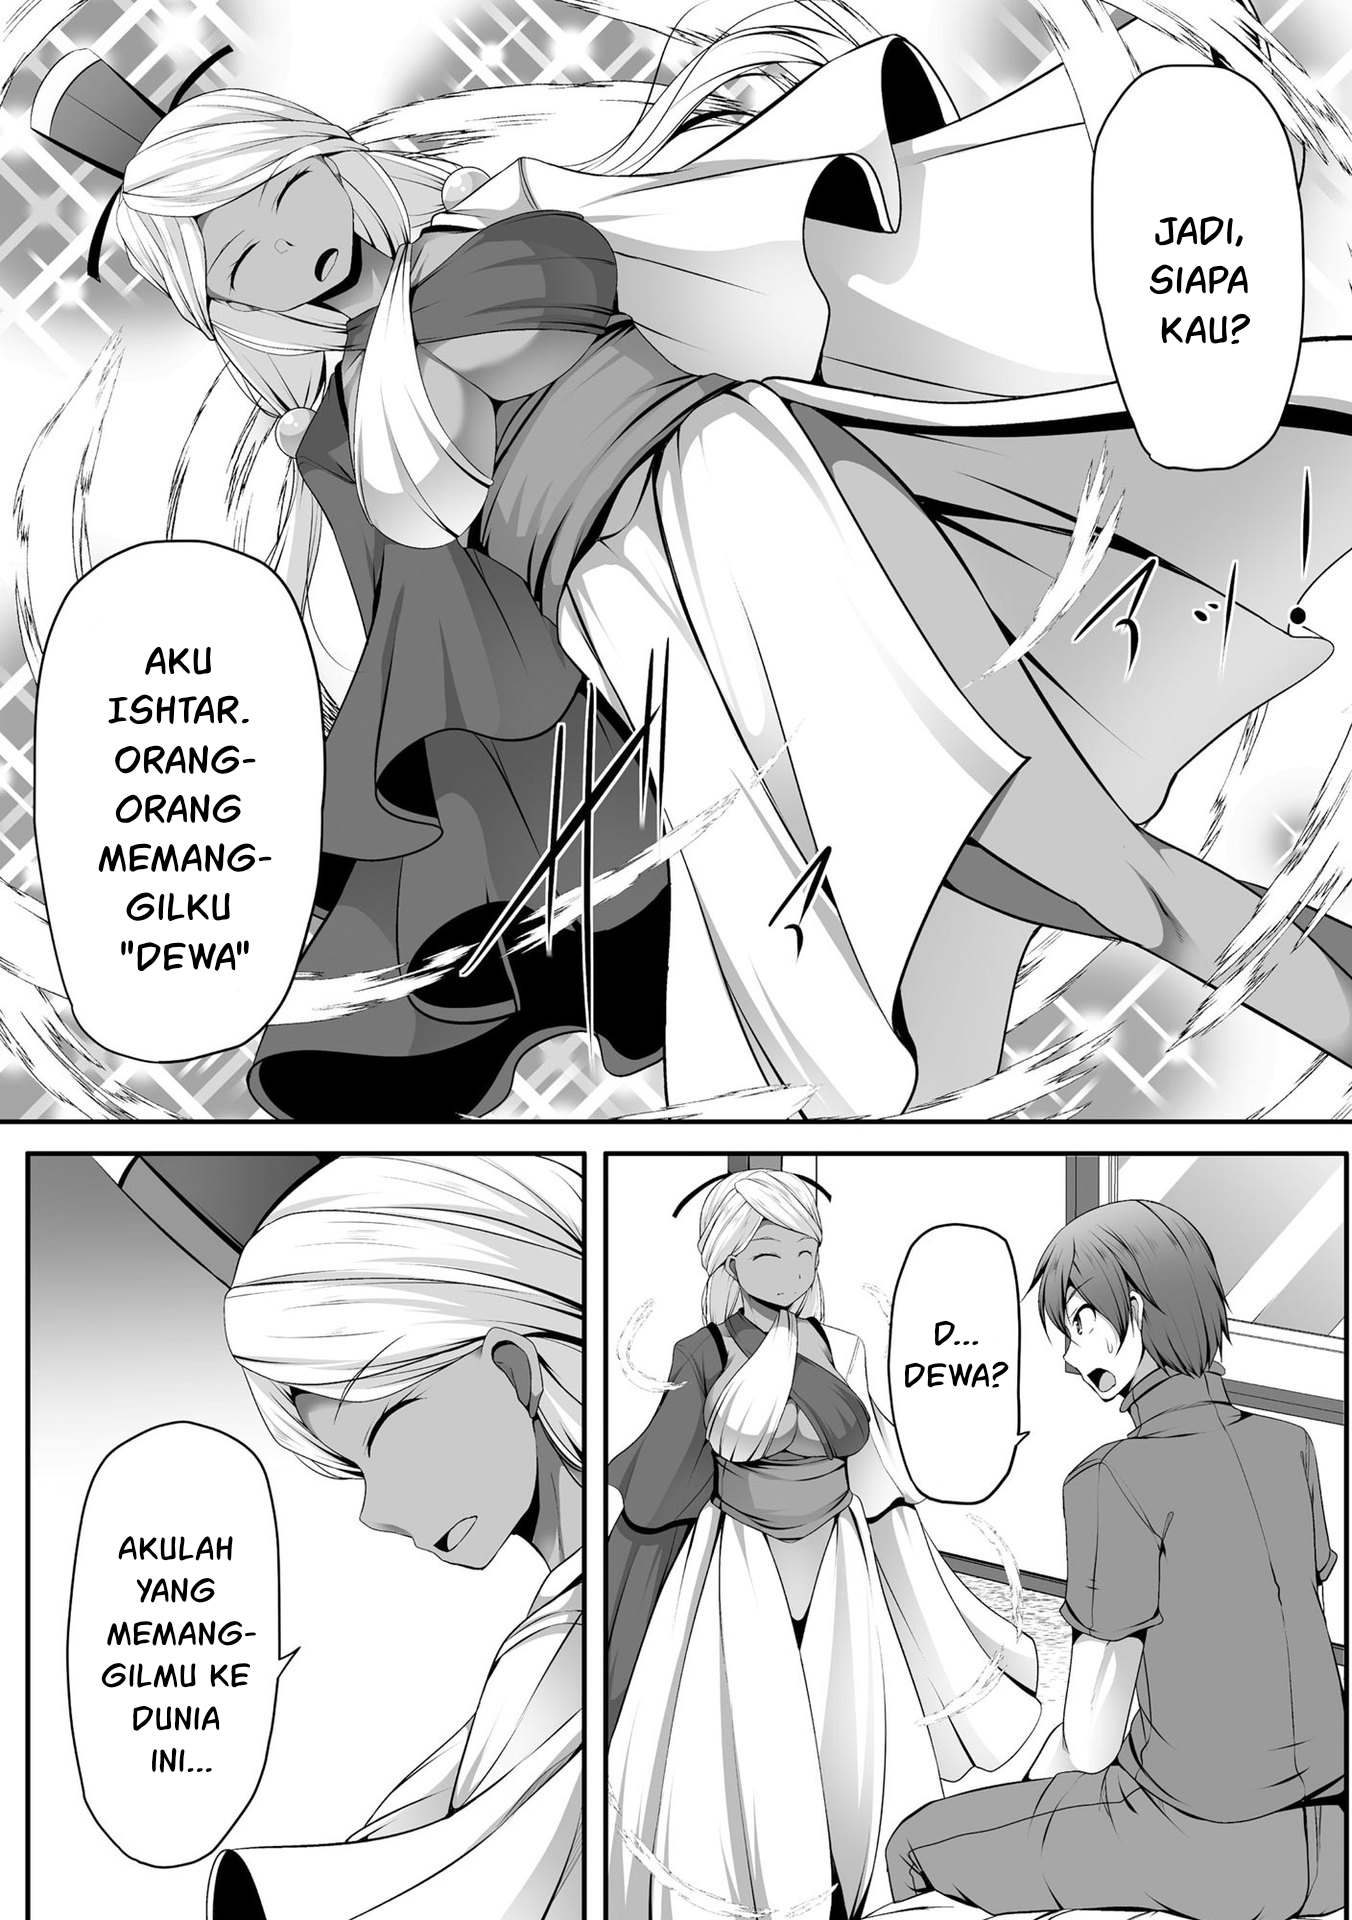 JADI,
SIAPA
KAU?
AKU
ISHTAR.
ORANG-
ORANG
MEMANG-
GILKU
"DEWA"
D...
DEWA?
AKULAH
YANG
MEMANG-
GILMU KE
DUNIA
INI...